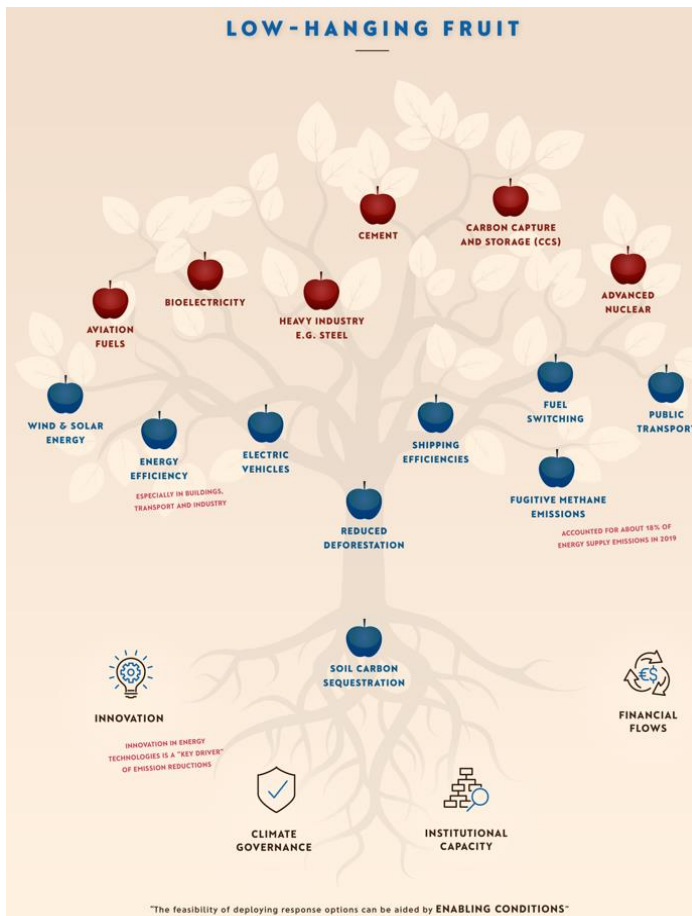 LOW-HANGING FRUIT
CEMENT
CARBON CAPTURE
AND STORAGE (CCS)
BIOELECTRICITY
ADVANCED
NUCLEAR
AVIATION
FUELS
HEAVY INDUSTRY
E.G. STEEL
WIND & SOLAR
ENERGY
ENERGY
EFFICIENCY
ESPECIALLY IN BUILDINGS,
TRANSPORT AND INDUSTRY
ELECTRIC
VEHICLES
SHIPPING
EFFICIENCIES
FUEL
SWITCHING
PUBLIC
TRANSPORT
FUGITIVE METHANE
EMISSIONS
ACCOUNTED FOR ABOUT 18% OF
ENERGY SUPPLY EMISSIONS IN 2019
REDUCED
DEFORESTATION
SOIL CARBON
SEQUESTRATION
INNOVATION
INNOVATION IN ENERGY
TECHNOLOGIES IS A "KEY DRIVER"
OF EMISSION REDUCTIONS
€$
FINANCIAL
FLOWS
CLIMATE
GOVERNANCE
INSTITUTIONAL
CAPACITY
"The feasibility of deploying response options can be aided by ENABLING CONDITIONS"